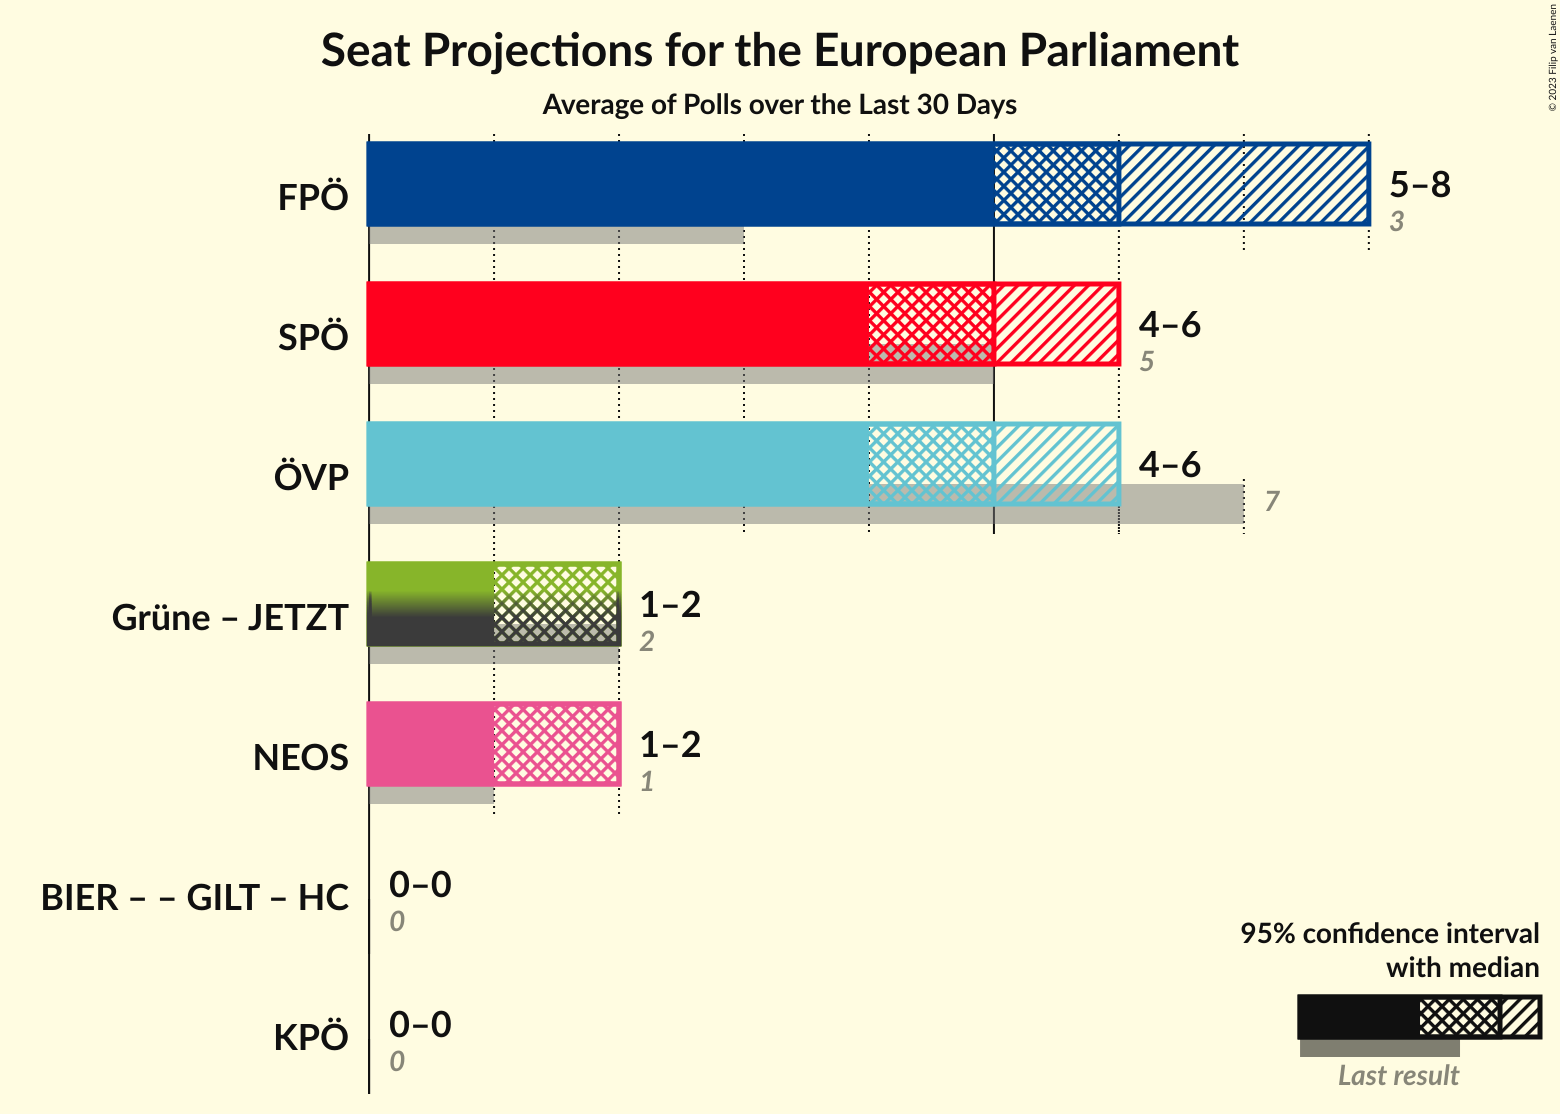 Seat Projections for the European Parliament
Average of Polls over the Last 30 Days
© 2023 Filip van Laenen
FPÖ
5–8
3
SPÖ
4–6
5
ÖVP
4–6
7
Grüne – JETZT
1–2
2
NEOS
1–2
1
BIER – – GILT – HC
0–0
0
KPÖ
0–0
0
95% confidence interval
with median
Last result